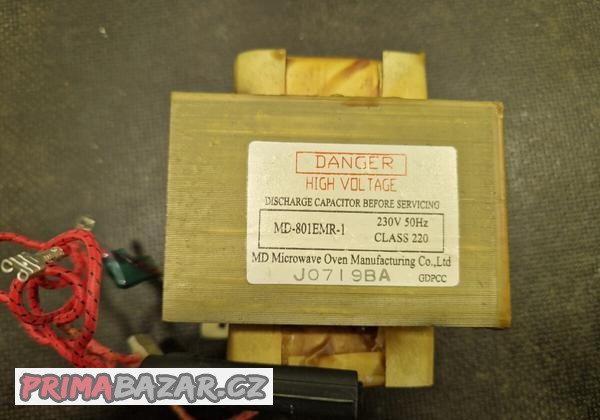 DANGER
HIGH VOLTAGE
DISCHARGE CAPACITOR BEFORE SERVICING
MD-801EMR-1
230V 50Hz
CLASS 220
MD Microwave Oven Manufacturing Co.,Ltd
J0719BA
GDPCC
PRIMABAZAR.CZ